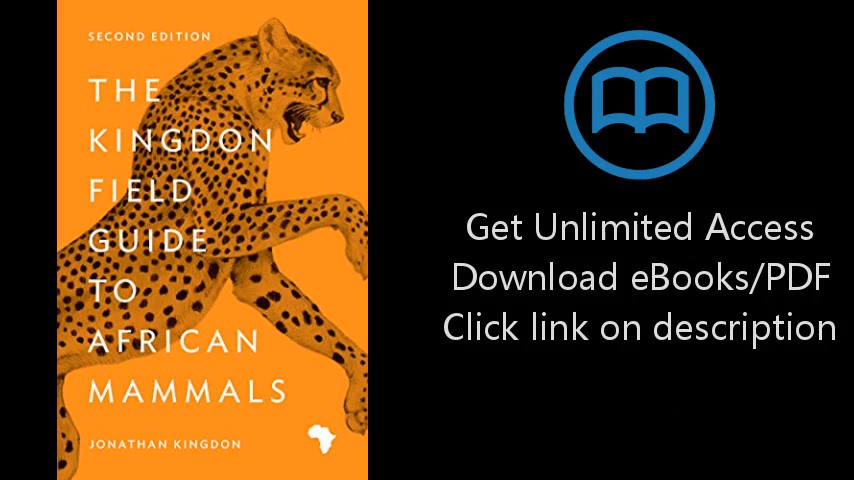 SECOND EDITION
THE
KINGDON
FIELD
GUIDE
TO
AFRICAN
MAMMALS
JONATHAN KINGDON
Get Unlimited Access
Download eBooks/PDF
Click link on description